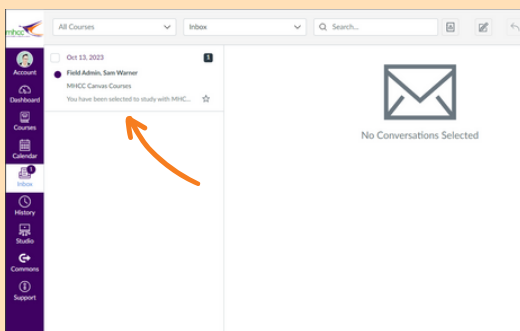 mhcc
All Courses
Inbox
Search...
Account
Dashboard
Courses
Calendar
1
Inbox
History
Studio
Commons
Support
Oct 13, 2023
1
Field Admin, Sam Warner
MHCC Canvas Courses
You have been selected to study with MHC...
No Conversations Selected